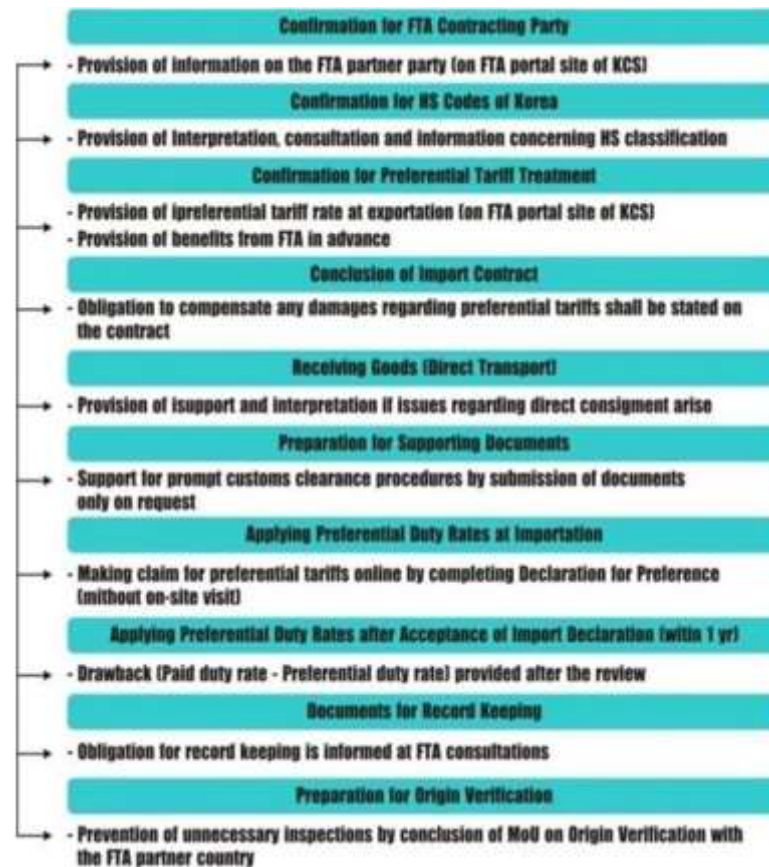 Confirmation for FTA Contracting Party
- Provision of information on the FTA partner party (on FTA portal site of KCS)
Confirmation for HS Codes of Korea
- Provision of Interpretation, consultation and information concerning HS classification
Confirmation for Preferential Tariff Treatment
- Provision of ipreferential tariff rate at exportation (on FTA portal site of KCS)
- Provision of benefits from FTA in advance
Conclusion of Import Contract
- Obligation to compensate any damages regarding preferential tariffs shall be stated on
the contract
Receiving Goods (Direct Transport)
- Provision of isupport and interpretation if issues regarding direct consigment arise
Preparation for Supporting Documents
- Support for prompt customs clearance procedures by submission of documents
only on request
Applying Preferential Duty Rates at Importation
- Making claim for preferential tariffs online by completing Declaration for Preference
(without on-site visit)
Applying Preferential Duty Rates after Acceptance of Import Declaration (witin 1 yr)
- Drawback (Paid duty rate - Preferential duty rate) provided after the review
Documents for Record Keeping
- Obligation for record keeping is informed at FTA consultations
Preparation for Origin Verification
- Prevention of unnecessary inspections by conclusion of MoU on Origin Verification with
the FTA partner country